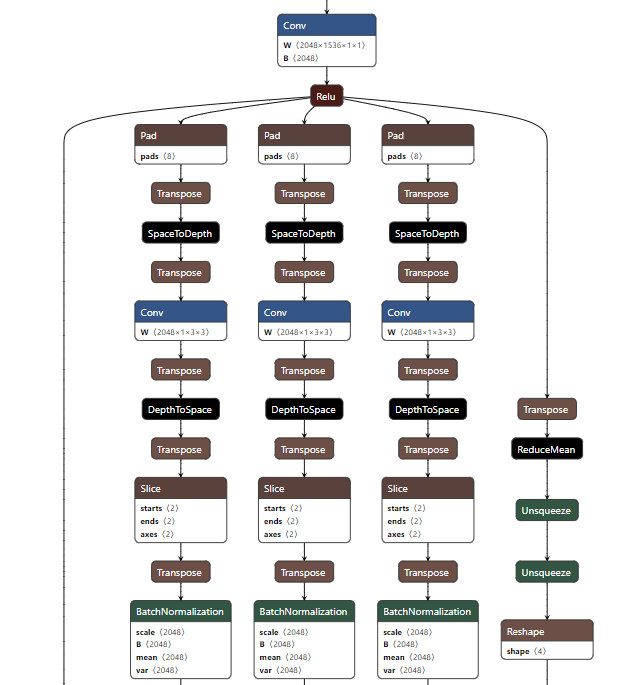 Conv
W ⟨2048×1536×1×1⟩
B ⟨2048⟩
Relu
Pad
pads ⟨8⟩
Transpose
SpaceToDepth
Transpose
Conv
W ⟨2048×1×3×3⟩
Transpose
DepthToSpace
Transpose
Slice
starts ⟨2⟩
ends ⟨2⟩
axes ⟨2⟩
Transpose
BatchNormalization
scale ⟨2048⟩
B ⟨2048⟩
mean ⟨2048⟩
var ⟨2048⟩
Pad
pads ⟨8⟩
Transpose
SpaceToDepth
Transpose
Conv
W ⟨2048×1×3×3⟩
Transpose
DepthToSpace
Transpose
Slice
starts ⟨2⟩
ends ⟨2⟩
axes ⟨2⟩
Transpose
BatchNormalization
scale ⟨2048⟩
B ⟨2048⟩
mean ⟨2048⟩
var ⟨2048⟩
Pad
pads ⟨8⟩
Transpose
SpaceToDepth
Transpose
Conv
W ⟨2048×1×3×3⟩
Transpose
DepthToSpace
Transpose
Slice
starts ⟨2⟩
ends ⟨2⟩
axes ⟨2⟩
Transpose
BatchNormalization
scale ⟨2048⟩
B ⟨2048⟩
mean ⟨2048⟩
var ⟨2048⟩
Transpose
ReduceMean
Unsqueeze
Unsqueeze
Reshape
shape ⟨4⟩